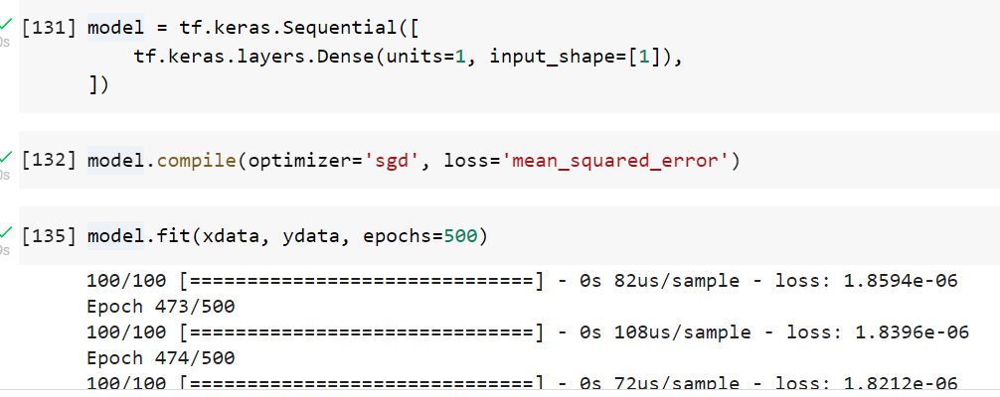 [131] model = tf.keras.Sequential([
tf.keras.layers.Dense(units=1, input_shape=[1]),
])
0s
[132] model.compile(optimizer='sgd', loss='mean_squared_error')
0s
[135] model.fit(xdata, ydata, epochs=500)
9s
100/100 [==============================] - 0s 82us/sample - loss: 1.8594e-06
Epoch 473/500
100/100 [==============================] - 0s 108us/sample - loss: 1.8396e-06
Epoch 474/500
100/100 [==============================] - 0s 72us/sample - loss: 1.8212e-06